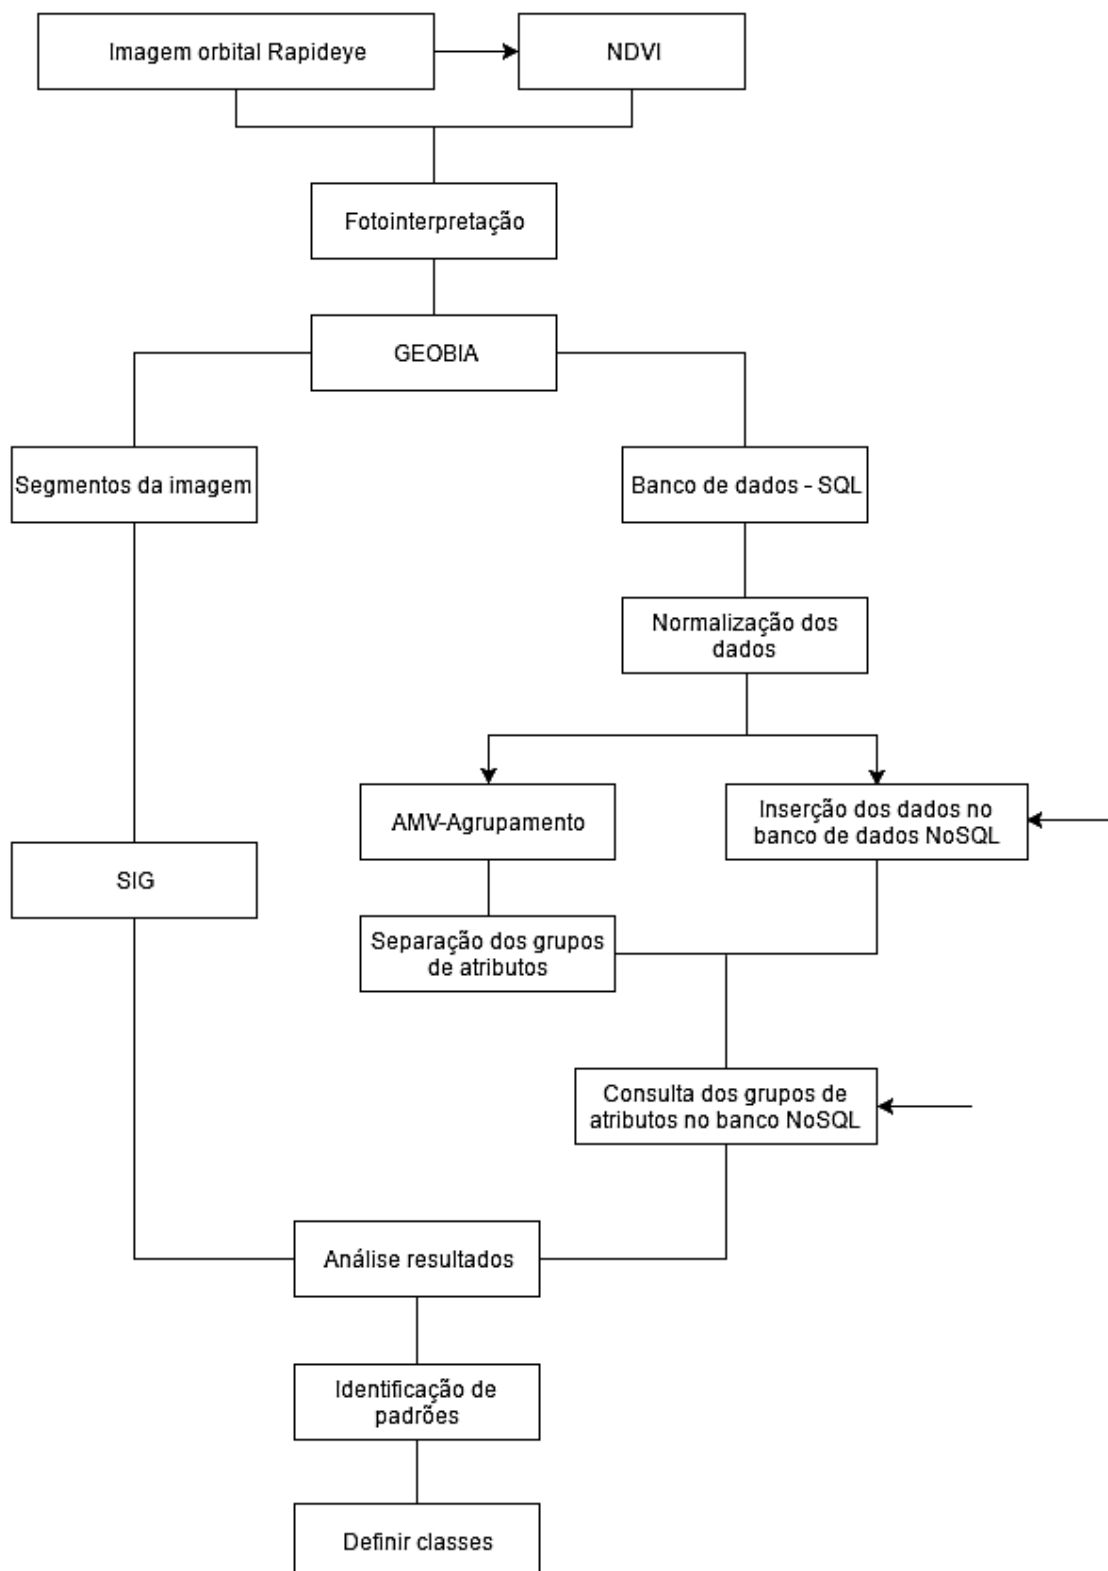 Imagem orbital Rapideye
NDVI
Fotointerpretação
GEOBIA
Segmentos da imagem
Banco de dados - SQL
Normalização dos
dados
AMV-Agrupamento
Inserção dos dados no
banco de dados NoSQL
SIG
Separação dos grupos
de atributos
Consulta dos grupos de
atributos no banco NoSQL
Análise resultados
Identificação de
padrões
Definir classes